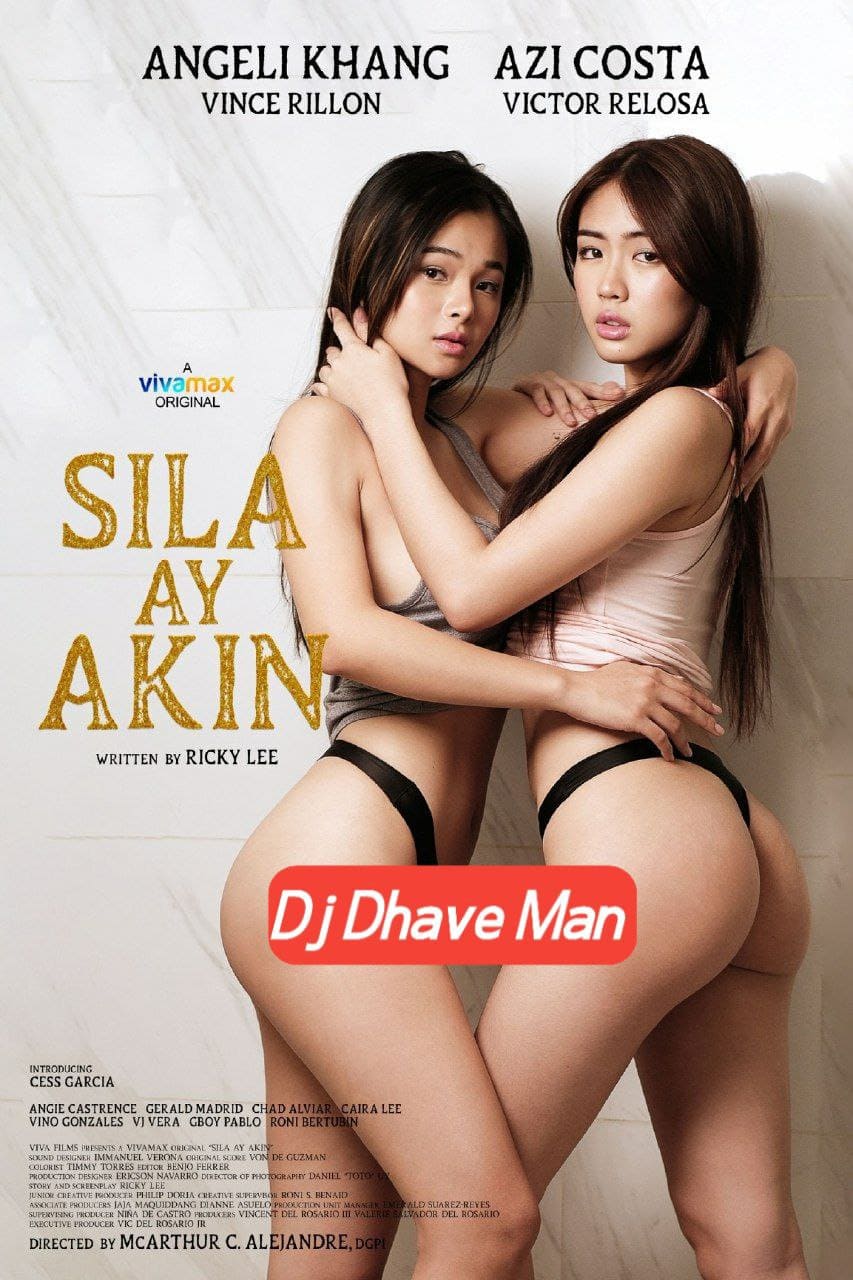 ANGELI KHANG AZI COSTA
VINCE RILLON VICTOR RELOSA
A
vivamax
ORIGINAL
SILA
AY
AKIN
WRITTEN BY RICKY LEE
Dj Dhave Man
INTRODUCING
CESS GARCIA
ANGIE CASTRENCE GERALD MADRID CHAD ALVIAR CAIRA LEE
VINO GONZALES VJ VERA GBOY PABLO RONI BERTUBIN
VIVA FILMS PRESENTS A VIVAMAX ORIGINAL "SILA AY AKIN"
SOUND DESIGNER IMMANUEL VERONA ORIGINAL SCORE VON DE GUZMAN
COLORIST TIMMY TORRES EDITOR BENJO FERRER
PRODUCTION DESIGNER ERICSON NAVARRO DIRECTOR OF PHOTOGRAPHY DANIEL "TOTO" UY
STORY AND SCREENPLAY RICKY LEE
JUNIOR CREATIVE PRODUCER PHILIP DORIA CREATIVE SUPERVISOR RONI S. BENAID
ASSOCIATE PRODUCERS JAJA MAQUIDDANG DIANNE ASUELO PRODUCTION UNIT MANAGER EMERALD SUAREZ-REYES
SUPERVISING PRODUCER NIÑA DE CASTRO PRODUCERS VINCENT DEL ROSARIO III VALERIE SALVADOR DEL ROSARIO
EXECUTIVE PRODUCER VIC DEL ROSARIO JR
DIRECTED BY McARTHUR C. ALEJANDRE, DGPI